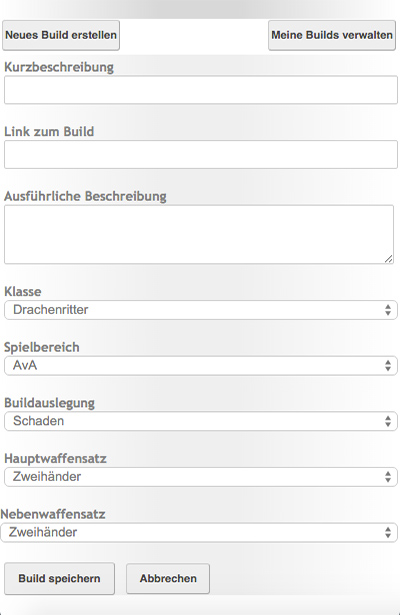 Neues Build erstellen Meine Builds verwalten
Kurzbeschreibung
Link zum Build
Ausführliche Beschreibung
Klasse
Drachenritter
Spielbereich
AvA
Buildauslegung
Schaden
Hauptwaffensatz
Zweihänder
Nebenwaffensatz
Zweihänder
Build speichern Abbrechen